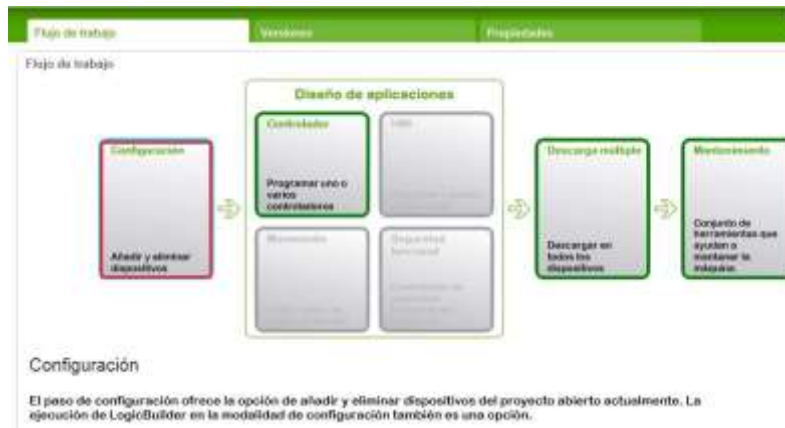 Flujo de trabajo
Versiones
Propiedades
Flujo de trabajo
Diseño de aplicaciones
Configuración
Añadir y eliminar
dispositivos
Controlador
Programar uno o
varios
controladores
HMI
Movimiento
Seguridad
funcional
Descarga múltiple
Descargar en
todos los
dispositivos
Mantenimiento
Conjunto de
herramientas que
ayudan a
mantener la
máquina
Configuración
El paso de configuración ofrece la opción de añadir y eliminar dispositivos del proyecto abierto actualmente. La
ejecución de LogicBuilder en la modalidad de configuración también es una opción.